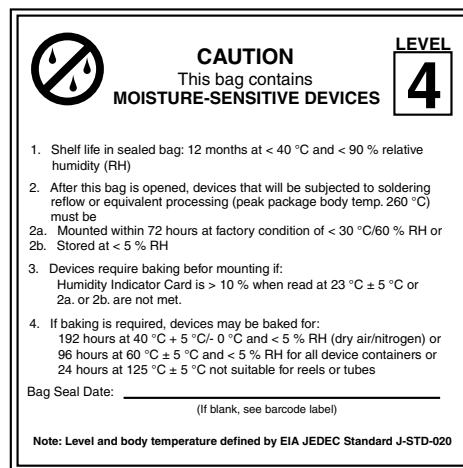 LEVEL
4
CAUTION
This bag contains
MOISTURE-SENSITIVE DEVICES
1. Shelf life in sealed bag: 12 months at < 40 °C and < 90 % relative
humidity (RH)
2. After this bag is opened, devices that will be subjected to soldering
reflow or equivalent processing (peak package body temp. 260 °C)
must be
2a. Mounted within 72 hours at factory condition of < 30 °C/60 % RH or
2b. Stored at < 5 % RH
3. Devices require baking befor mounting if:
Humidity Indicator Card is > 10 % when read at 23 °C ± 5 °C or
2a. or 2b. are not met.
4. If baking is required, devices may be baked for:
192 hours at 40 °C + 5 °C/- 0 °C and < 5 % RH (dry air/nitrogen) or
96 hours at 60 °C ± 5 °C and < 5 % RH for all device containers or
24 hours at 125 °C ± 5 °C not suitable for reels or tubes
Bag Seal Date:
(If blank, see barcode label)
Note: Level and body temperature defined by EIA JEDEC Standard J-STD-020